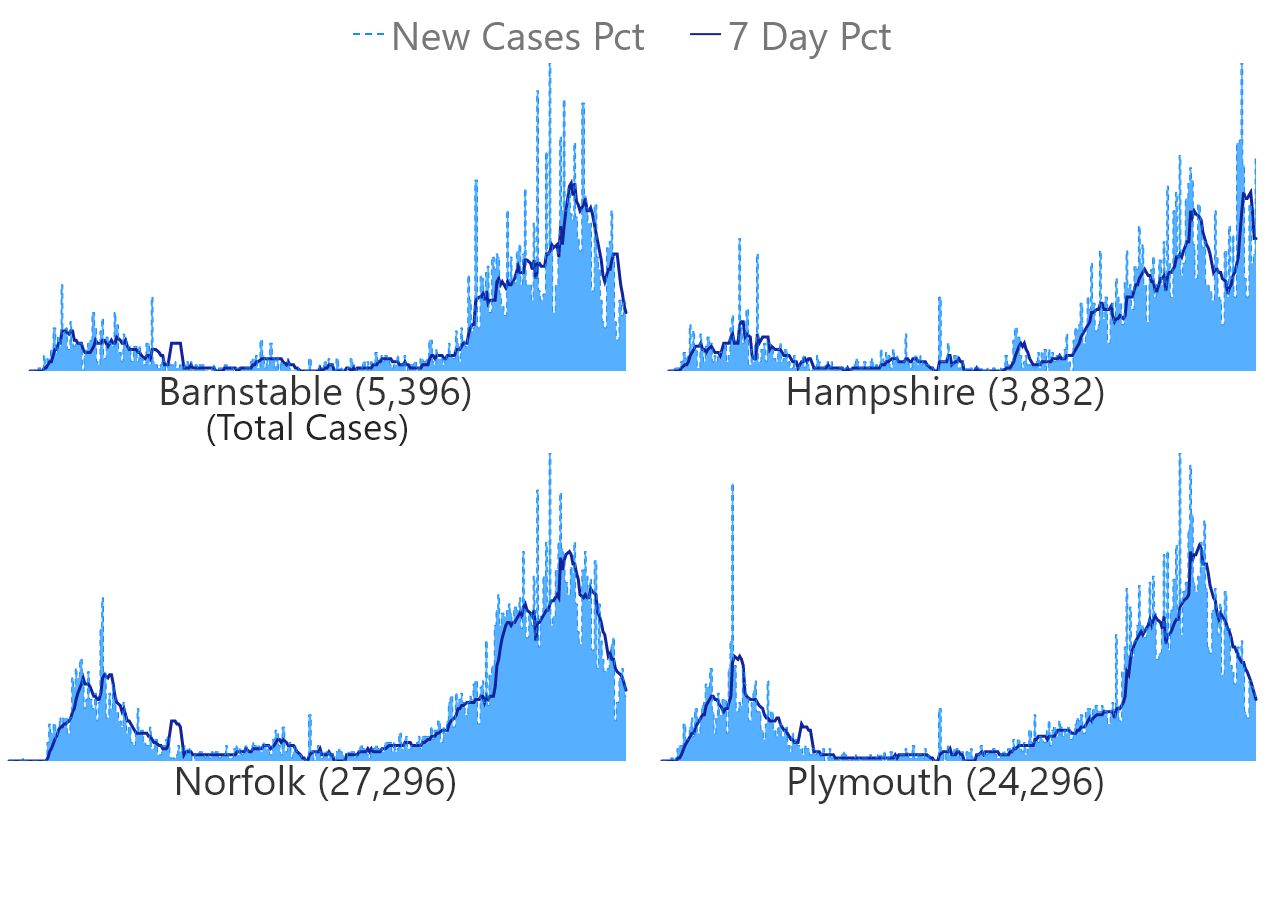 New Cases Pct 7 Day Pct
Barnstable (5,396) Hampshire (3,832)
(Total Cases)
Norfolk (27,296) Plymouth (24,296)